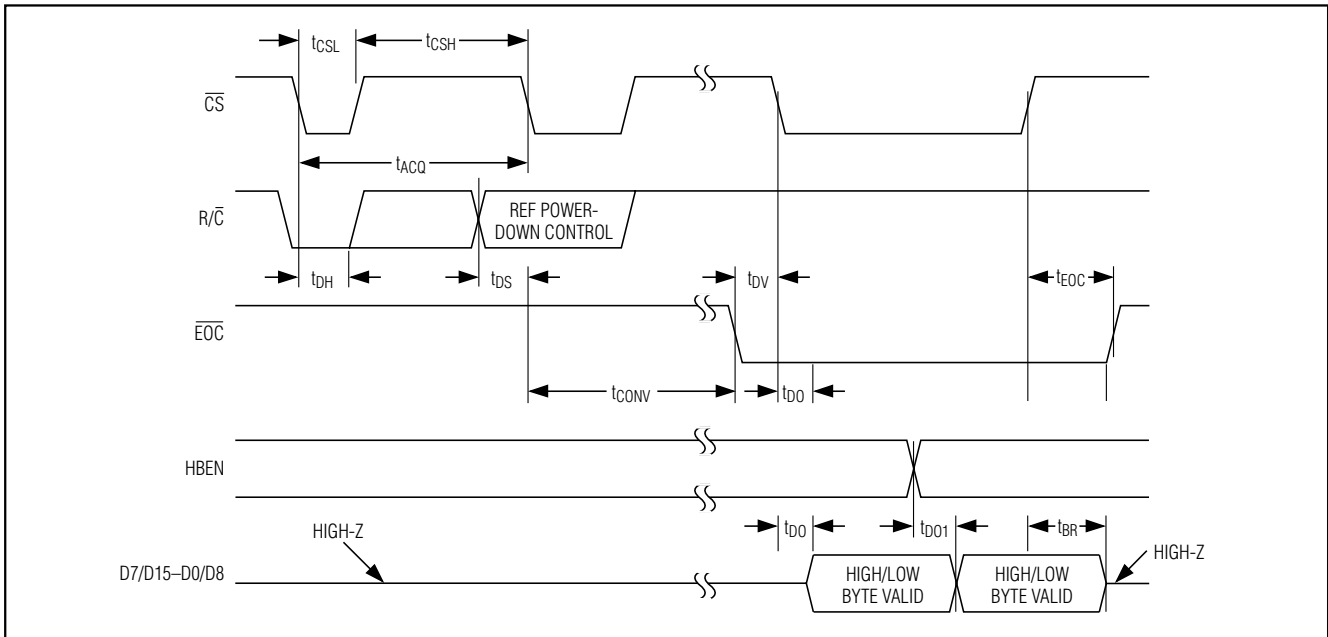 tCSL
tCSH
CS
tACQ
R/C
REF POWER-
DOWN CONTROL
tDH
tDS
tDV
tEOC
EOC
tCONV
tDO
HBEN
tDO
tDO1
tBR
HIGH-Z
HIGH-Z
D7/D15–D0/D8
HIGH/LOW
BYTE VALID
HIGH/LOW
BYTE VALID